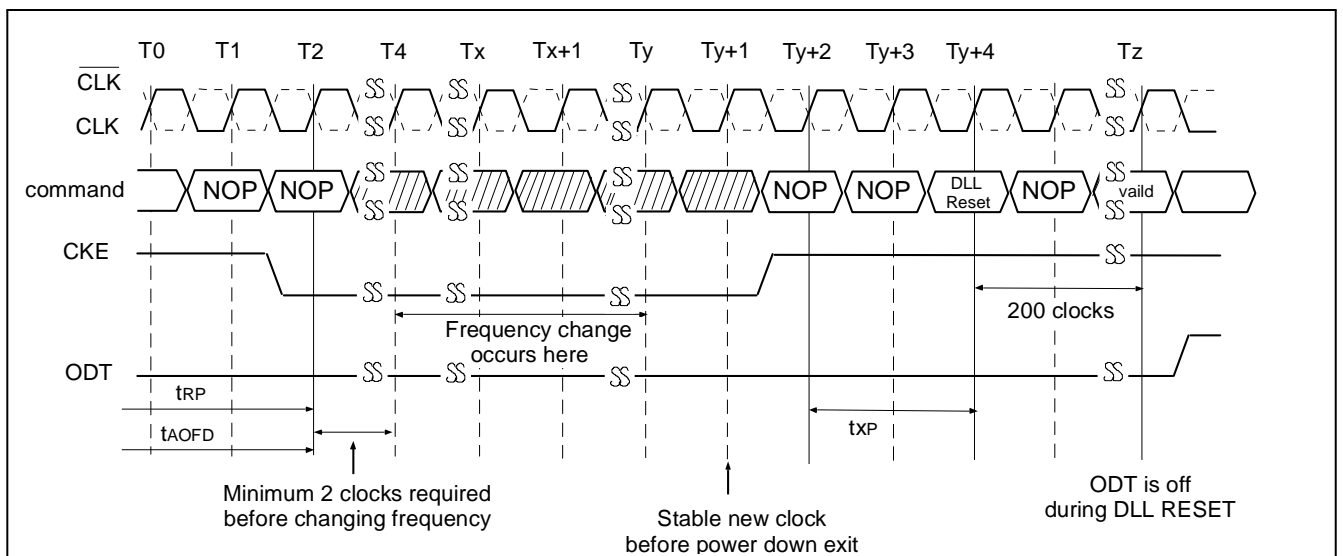 T0 T1 T2 T4 Tx Tx+1 Ty Ty+1 Ty+2 Ty+3 Ty+4 Tz
CLK
CLK
command NOP NOP NOP NOP DLL Reset NOP vaild
CKE
200 clocks
Frequency change
occurs here
ODT
tRP
tXP
tAOFD
Minimum 2 clocks required
before changing frequency
Stable new clock
before power down exit
ODT is off
during DLL RESET